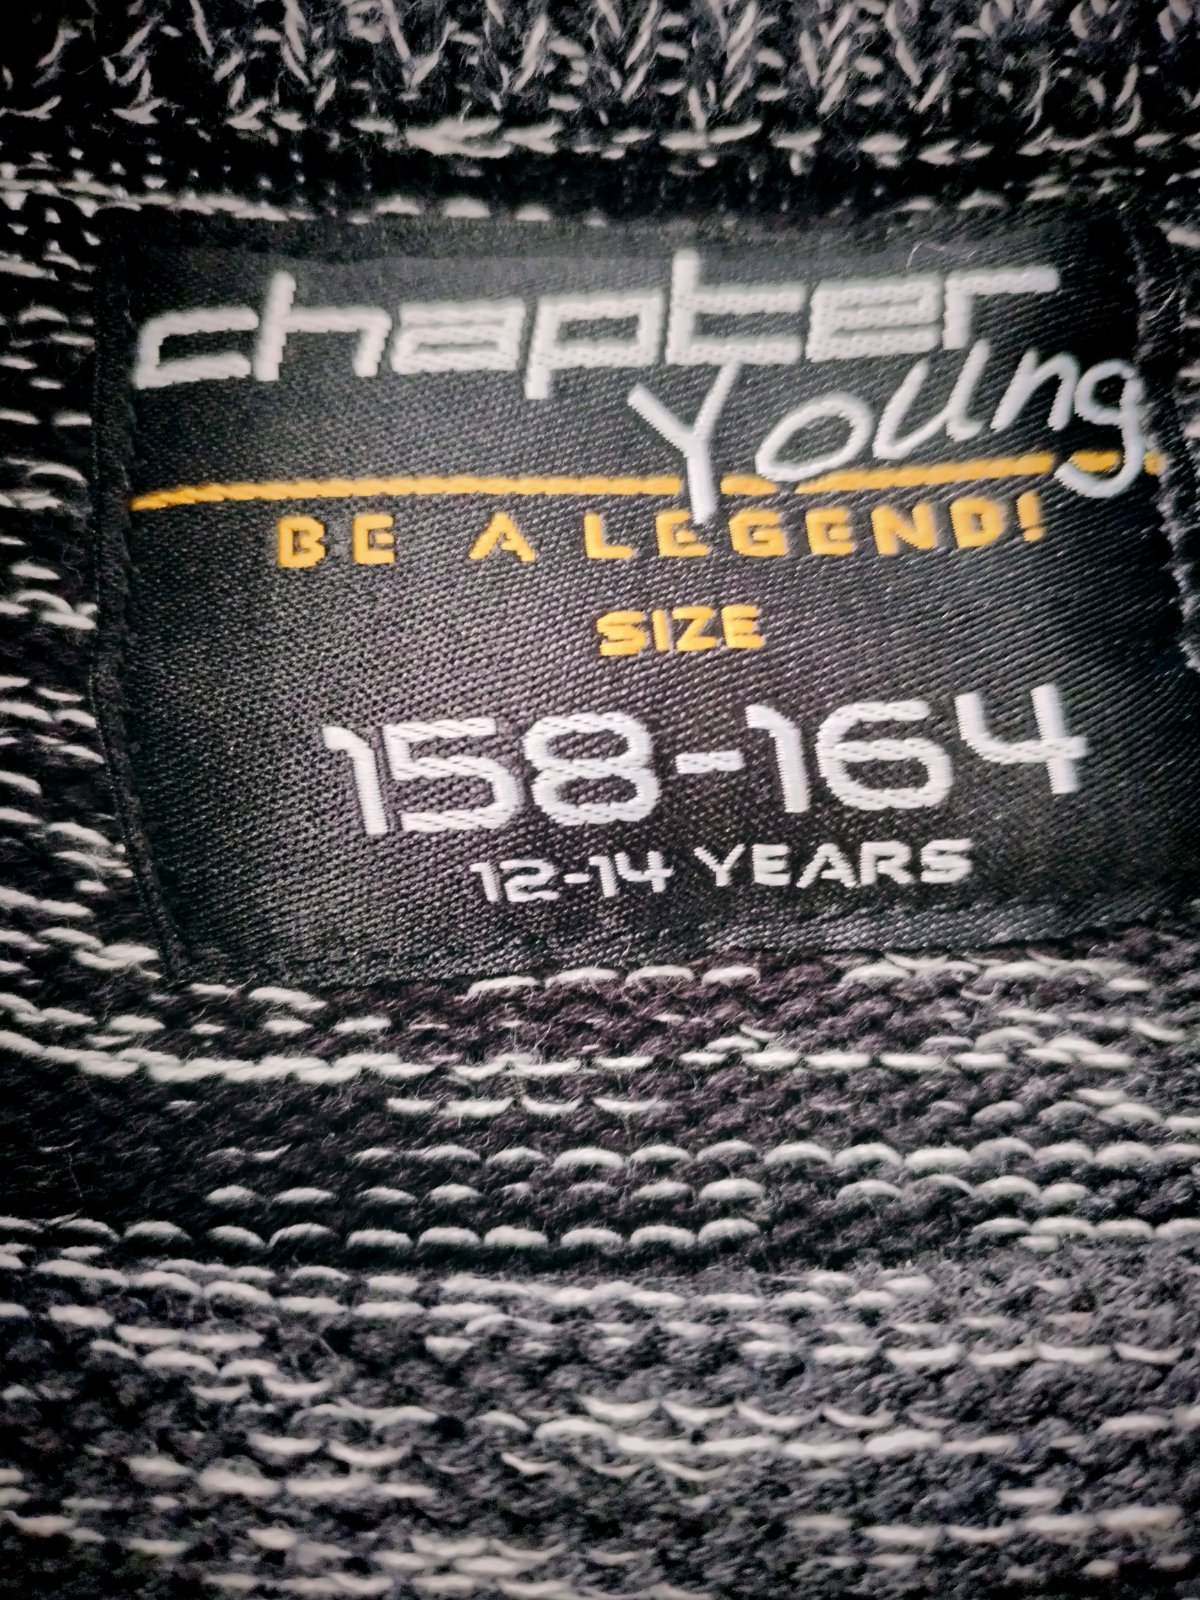 chapter
Young
BE A LEGEND!
SIZE
158-164
12-14 YEARS